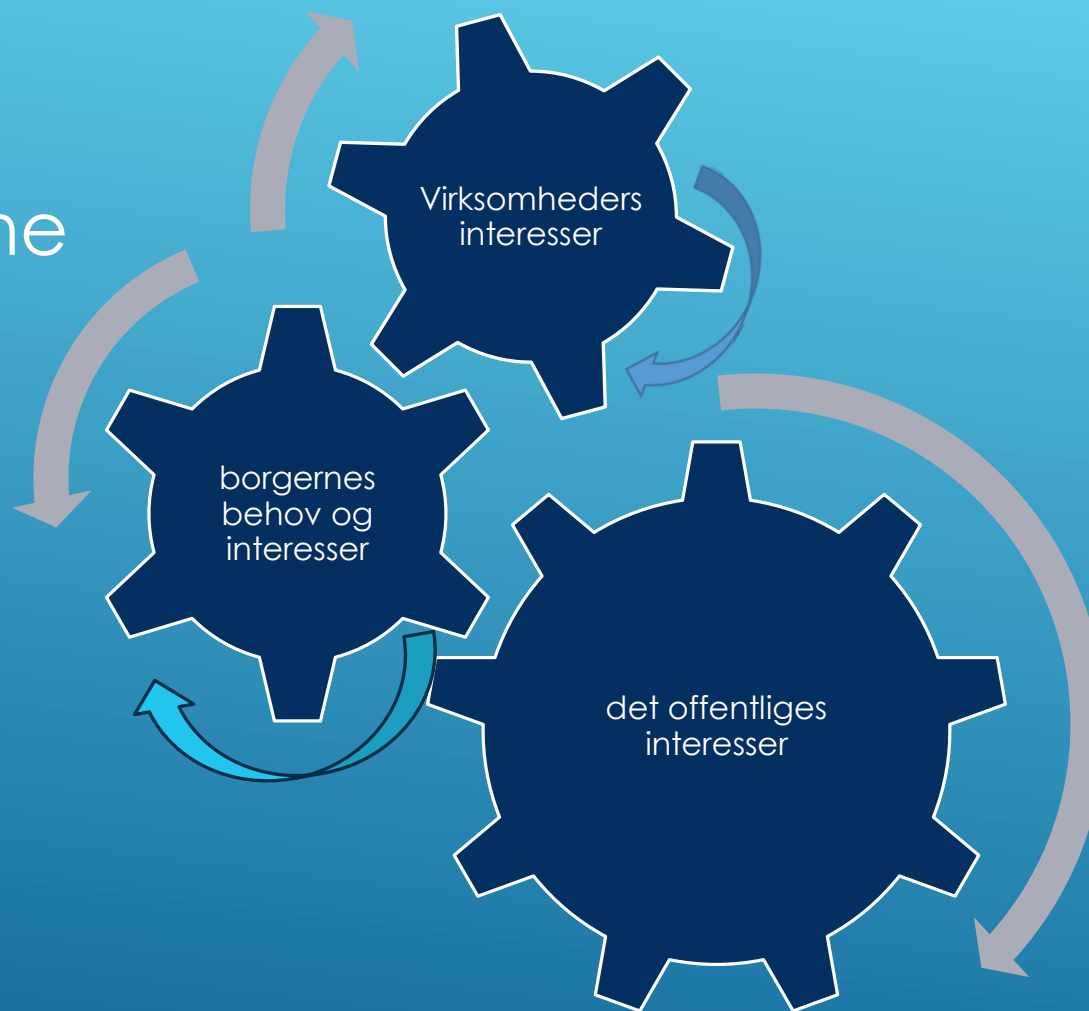 Virksomheders
interesser
borgernes
behov og
interesser
det offentliges
interesser